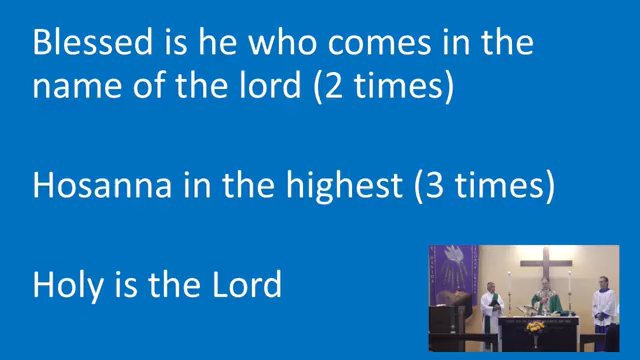 Blessed is he who comes in the
name of the lord (2 times)
Hosanna in the highest (3 times)
Holy is the Lord